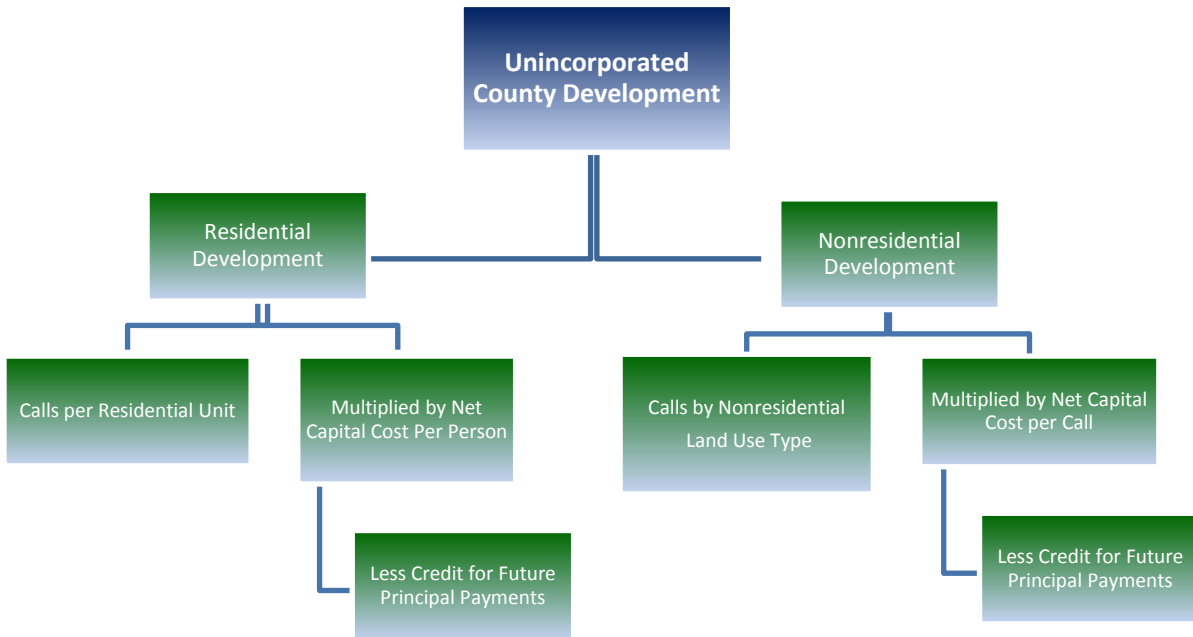 Unincorporated
County Development
Residential
Development
Nonresidential
Development
Calls per Residential Unit
Multiplied by Net
Capital Cost Per Person
Calls by Nonresidential
Land Use Type
Multiplied by Net Capital
Cost per Call
Less Credit for Future
Principal Payments
Less Credit for Future
Principal Payments